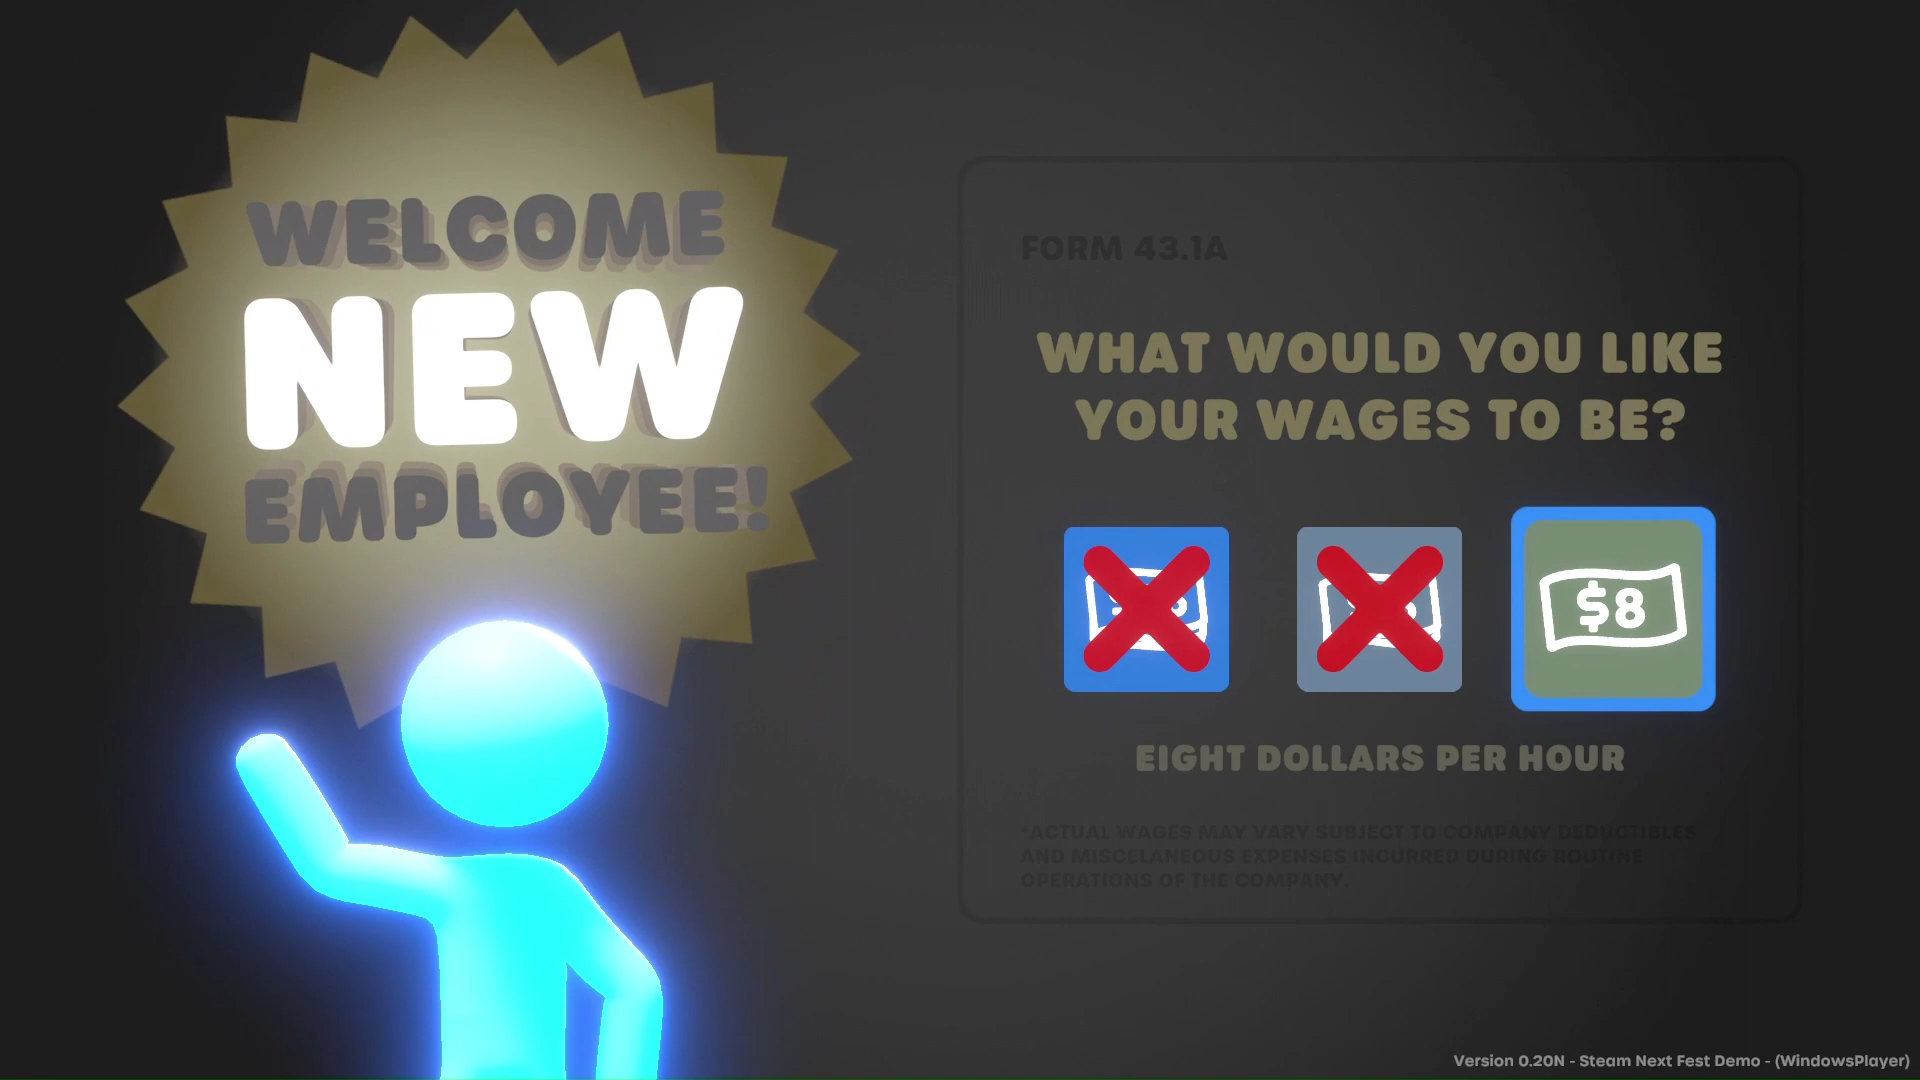 WELCOME
NEW
EMPLOYEE!
FORM 43.1A
WHAT WOULD YOU LIKE
YOUR WAGES TO BE?
$8
EIGHT DOLLARS PER HOUR
*ACTUAL WAGES MAY VARY SUBJECT TO COMPANY DEDUCTIBLES
AND MISCELANEOUS EXPENSES INCURRED DURING ROUTINE
OPERATIONS OF THE COMPANY.
Version 0.20N - Steam Next Fest Demo - (WindowsPlayer)